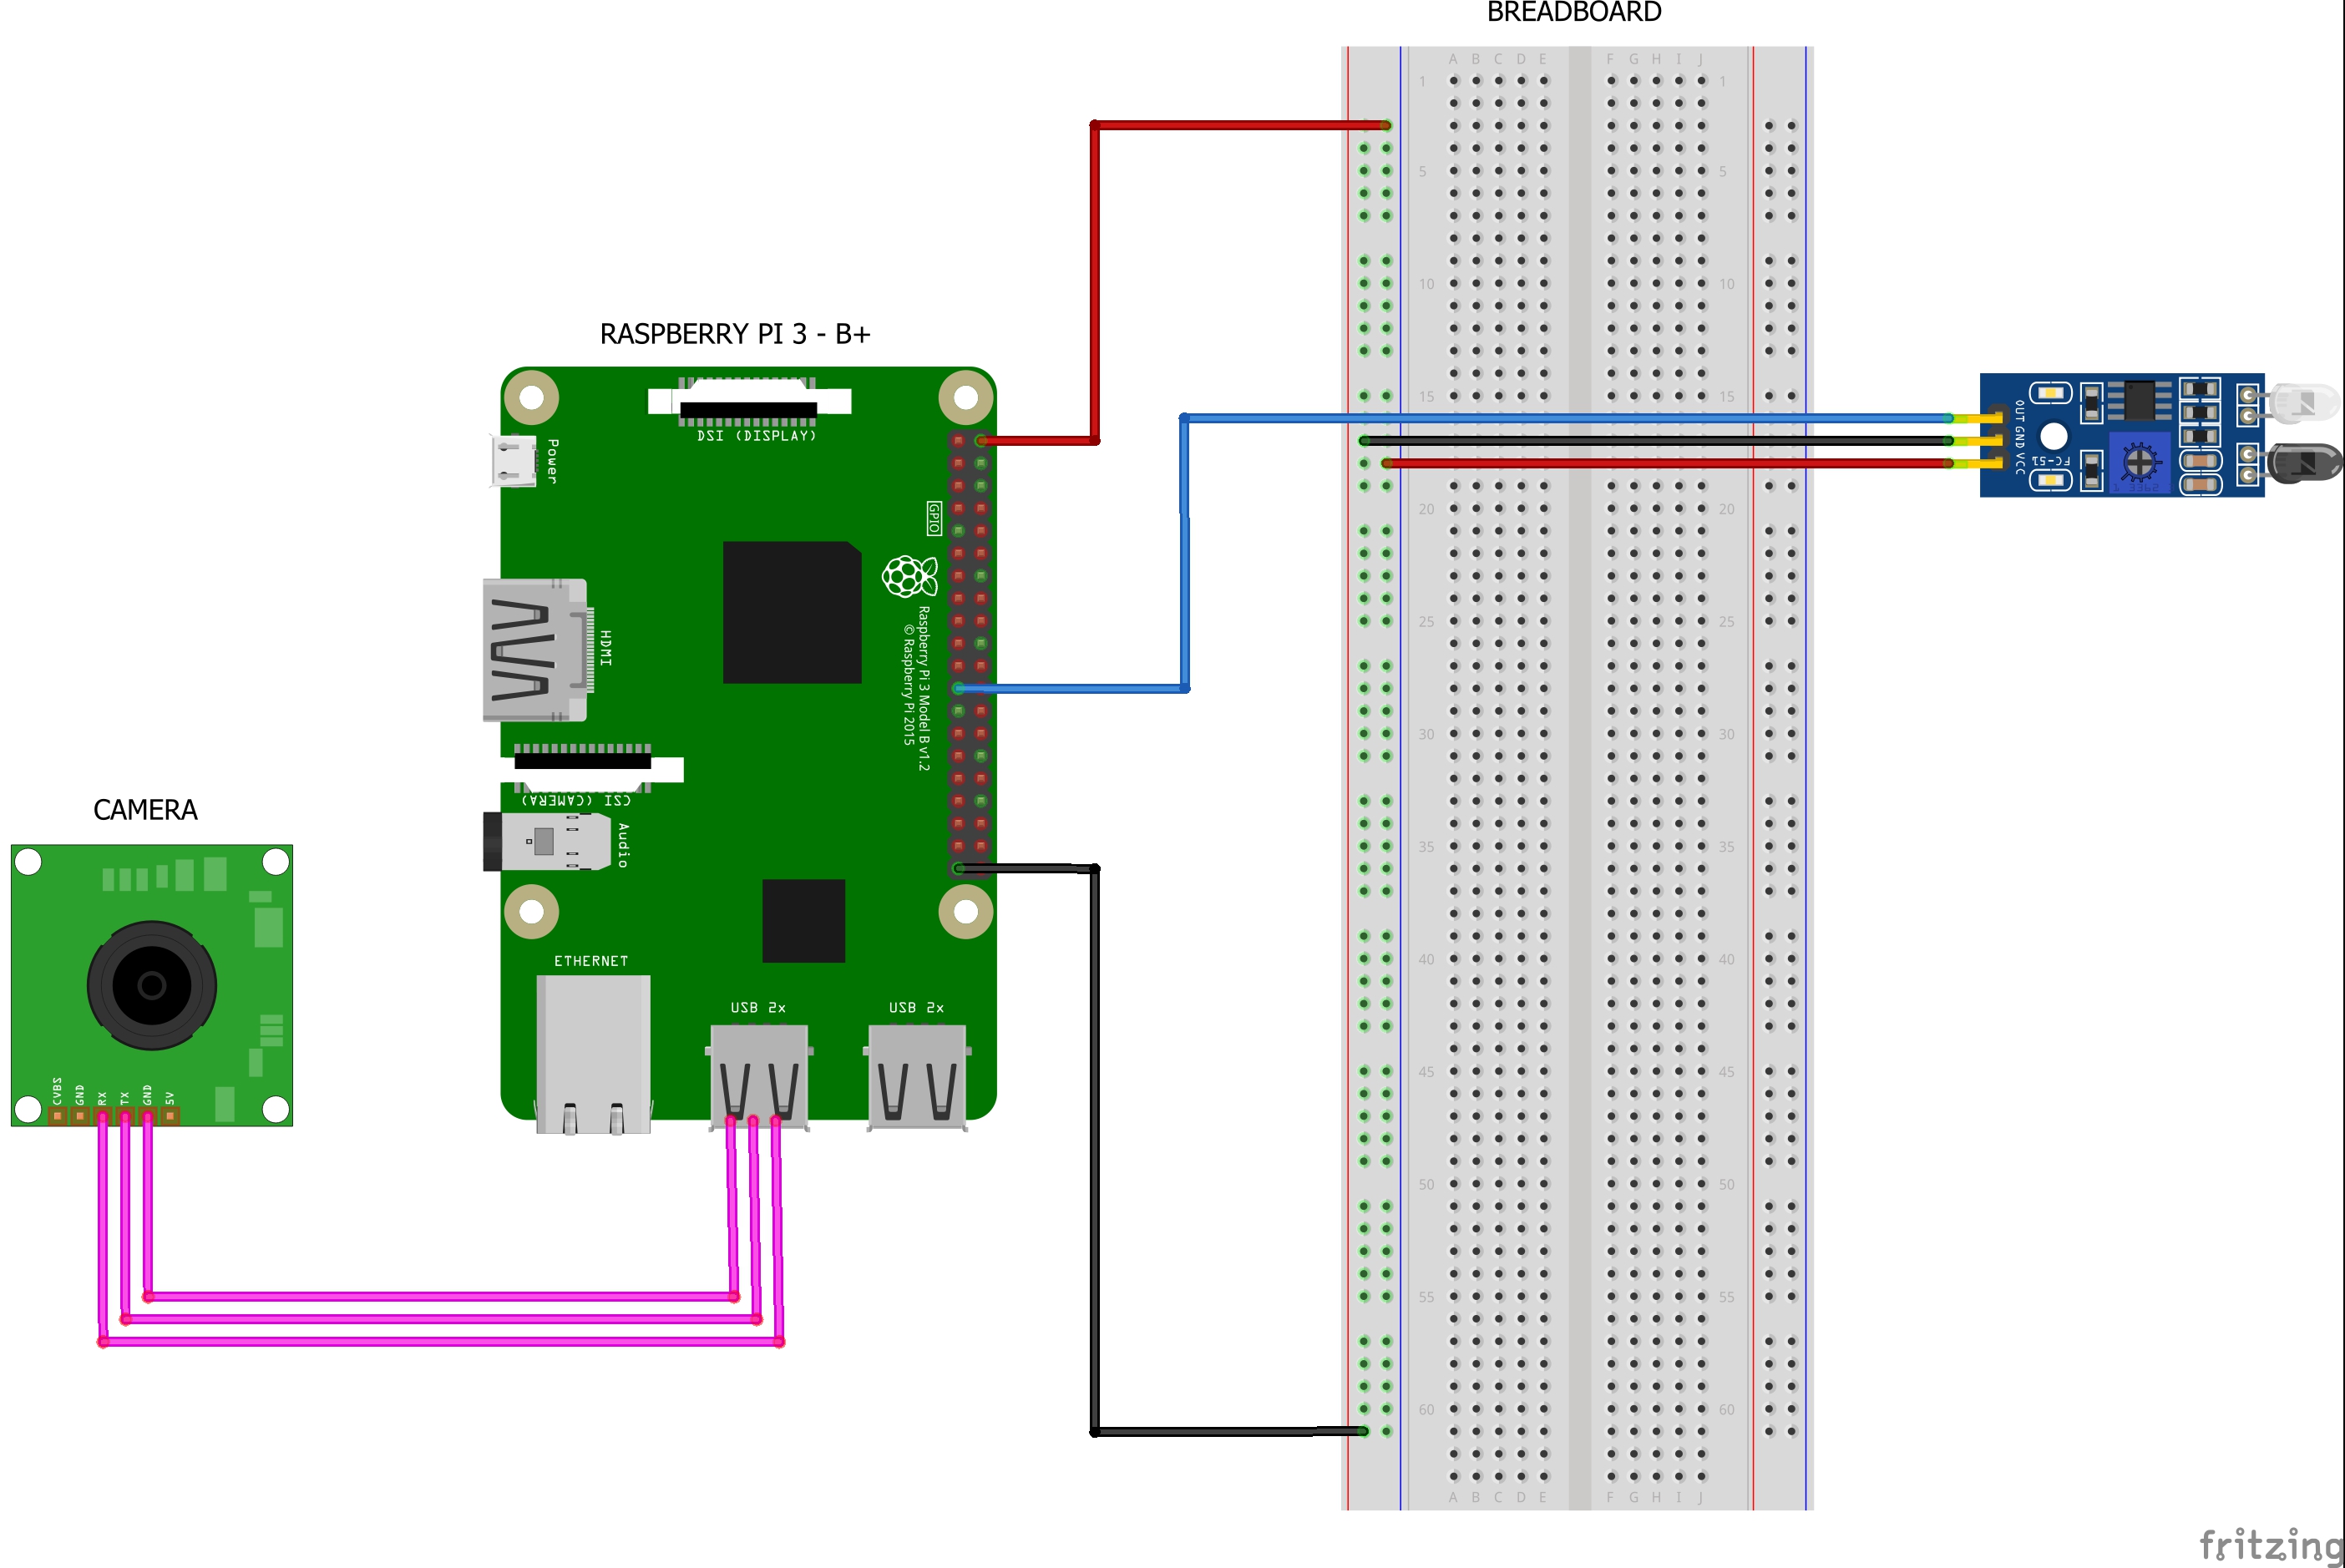 BREADBOARD
A B C D E F G H I J
1 1
5 5
10 10
15 15
20 20
25 25
30 30
35 35
40 40
45 45
50 50
55 55
60 60
A B C D E F G H I J
RASPBERRY PI 3 - B+
DSI (DISPLAY)
Power
GPIO
HDMI
Raspberry Pi 3 Model B v1.2
© Raspberry Pi 2015
CSI (CAMERA)
Audio
ETHERNET
USB 2x
USB 2x
OUT
GND
VCC
FC-51
3362
CAMERA
CVBS
GND
RX
TX
GND
5V
fritzing